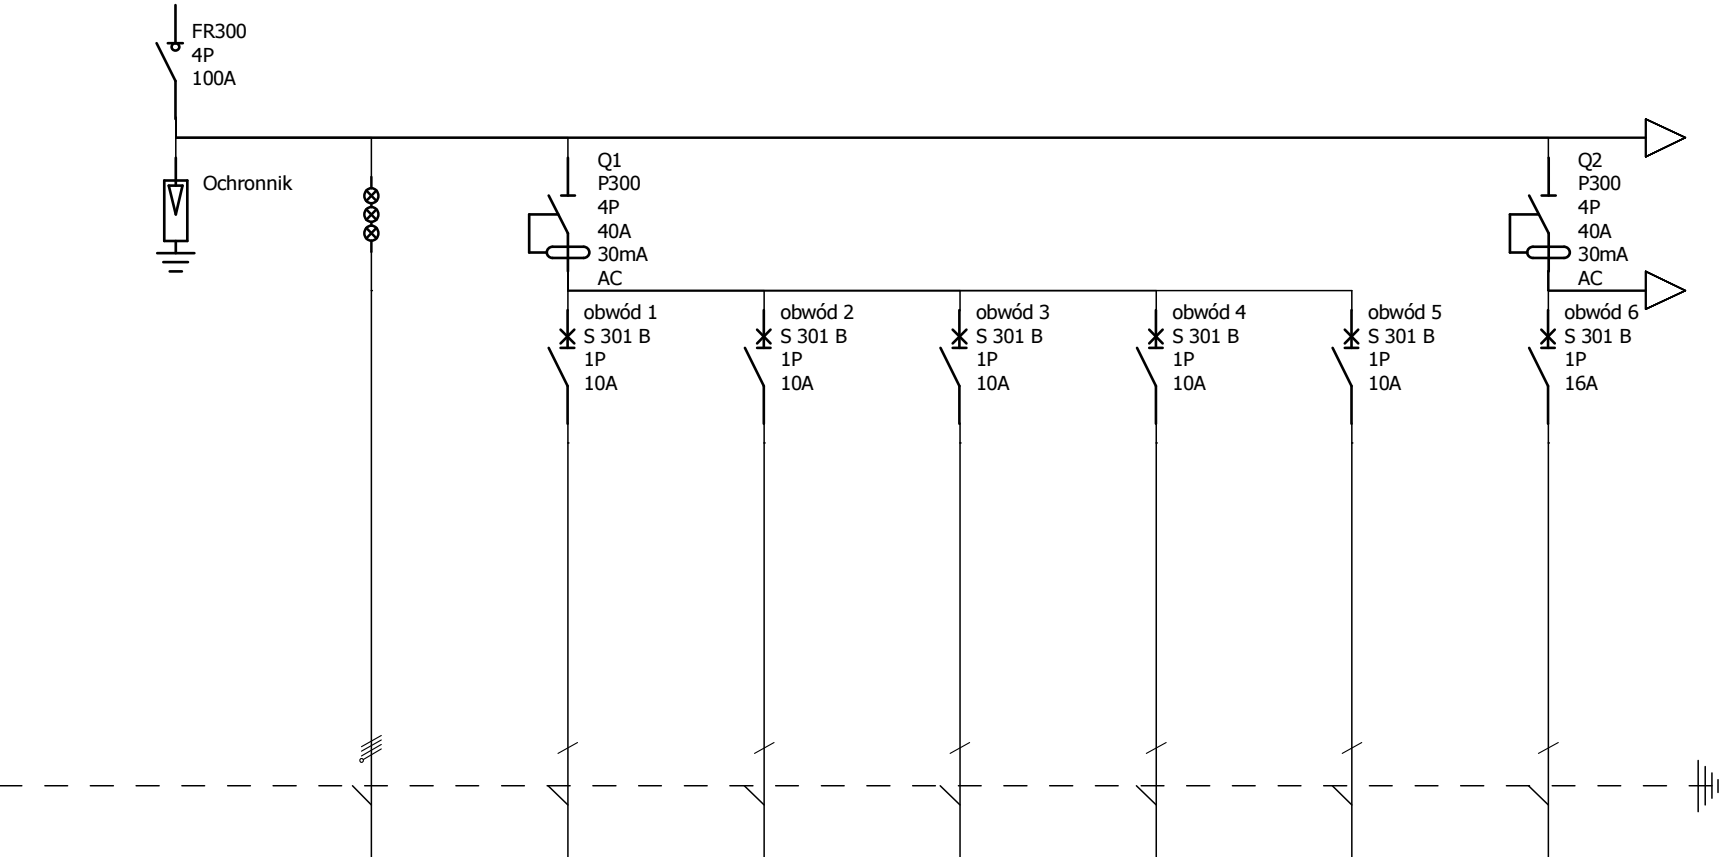 FR300
4P
100A
Ochronnik
Q1
P300
4P
40A
30mA
AC
Q2
P300
4P
40A
30mA
AC
obwód 1
S 301 B
1P
10A
obwód 2
S 301 B
1P
10A
obwód 3
S 301 B
1P
10A
obwód 4
S 301 B
1P
10A
obwód 5
S 301 B
1P
10A
obwód 6
S 301 B
1P
16A